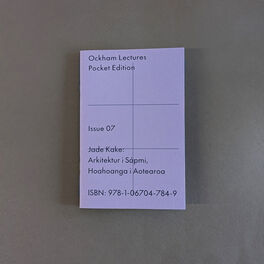 Ockham Lectures
Pocket Edition
Issue 07
Jade Kake:
Arkitektur i Sápmi,
Hoahoanga i Aotearoa
ISBN: 978-1-06704-784-9